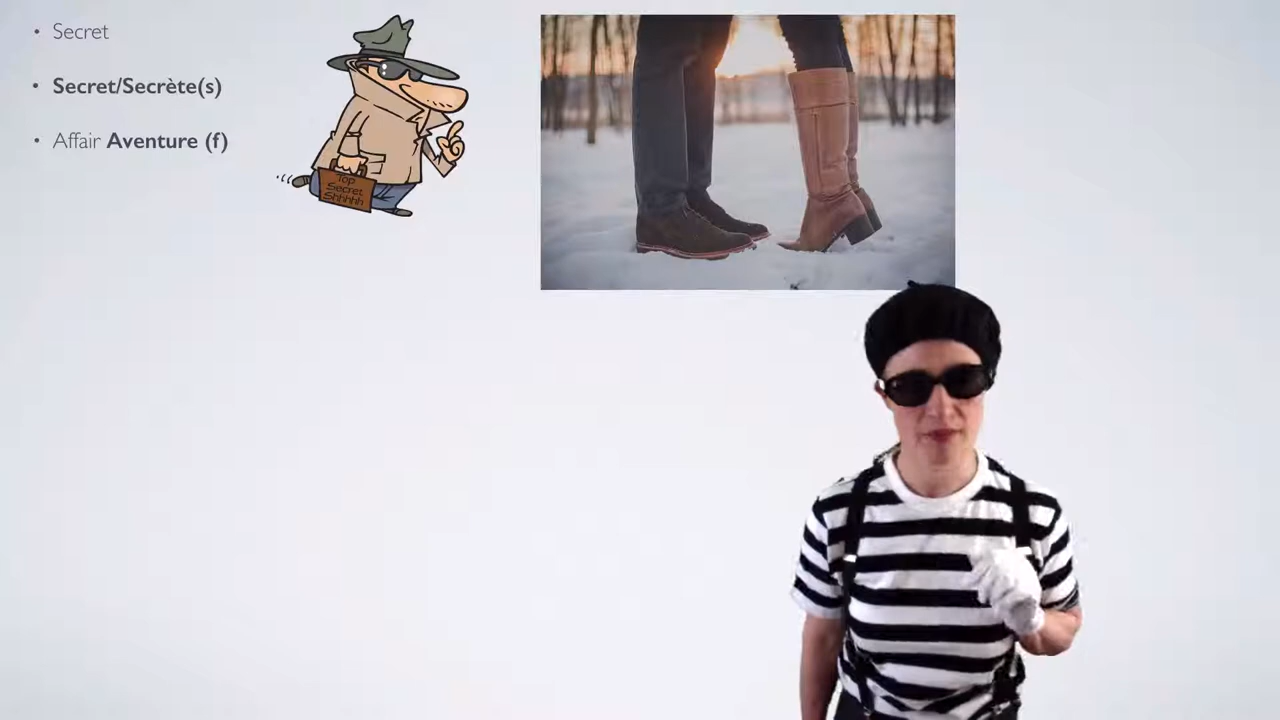 Secret
Secret/Secrète(s)
Affair Aventure (f)
Top
Secret
Shhhhh